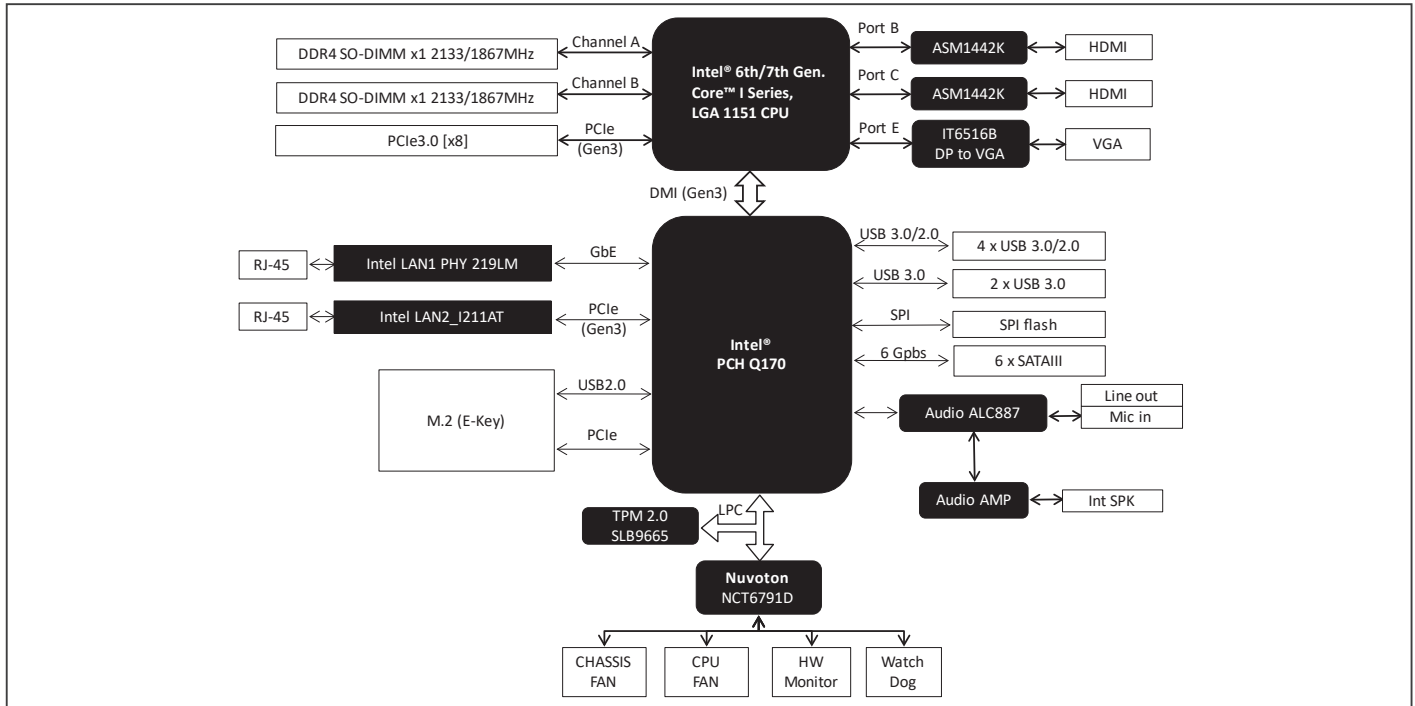 DDR4 SO-DIMM x1 2133/1867MHz
Channel A
DDR4 SO-DIMM x1 2133/1867MHz
Channel B
PCIe3.0 [x8]
PCIe
(Gen3)
Intel® 6th/7th Gen.
Core™ I Series,
LGA 1151 CPU
Port B
ASM1442K
HDMI
Port C
ASM1442K
HDMI
Port E
IT6516B
DP to VGA
VGA
DMI (Gen3)
RJ-45
Intel LAN1 PHY 219LM
GbE
RJ-45
Intel LAN2_I211AT
PCIe
(Gen3)
M.2 (E-Key)
USB2.0
PCIe
Intel®
PCH Q170
USB 3.0/2.0
4 x USB 3.0/2.0
USB 3.0
2 x USB 3.0
SPI
SPI flash
6 Gpbs
6 x SATAIII
Audio ALC887
Line out
Mic in
Audio AMP
Int SPK
TPM 2.0
SLB9665
LPC
Nuvoton
NCT6791D
CHASSIS
FAN
CPU
FAN
HW
Monitor
Watch
Dog